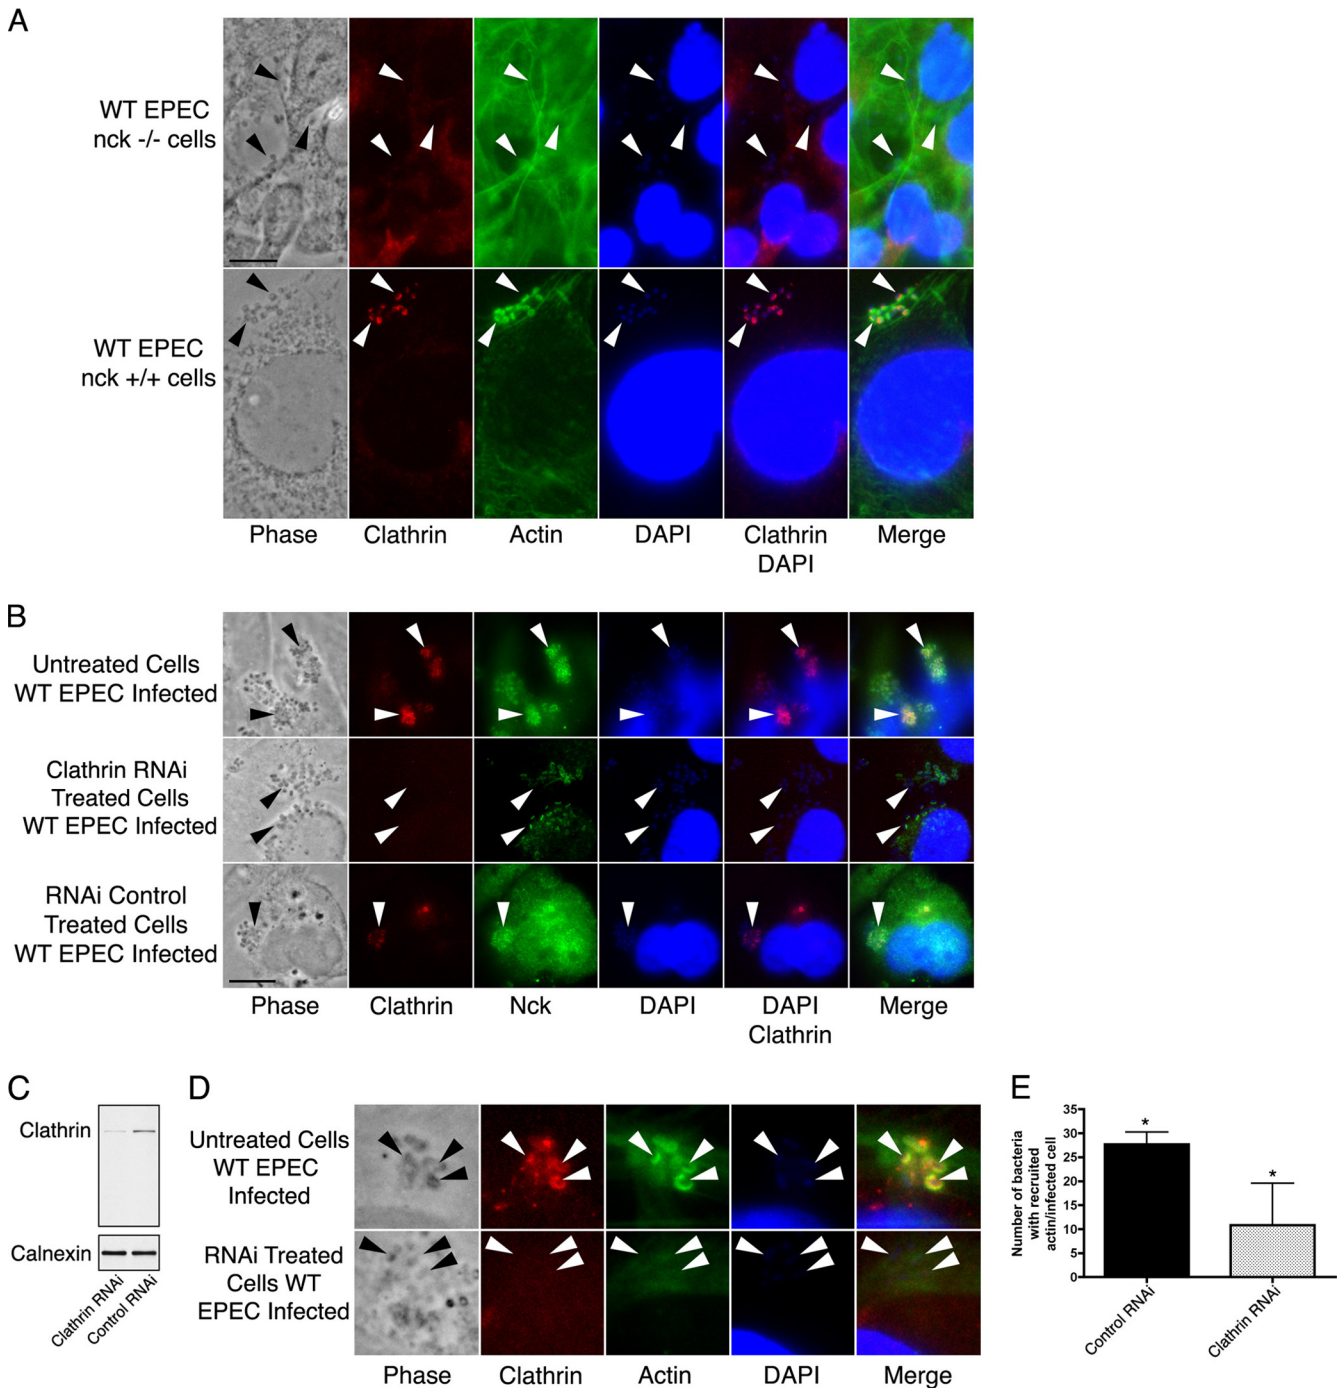 A
WT EPEC
nck -/- cells
WT EPEC
nck +/+ cells
Phase
Clathrin
Actin
DAPI
Clathrin
DAPI
Merge
B
Untreated Cells
WT EPEC Infected
Clathrin RNAi
Treated Cells
WT EPEC Infected
RNAi Control
Treated Cells
WT EPEC Infected
Phase
Clathrin
Nck
DAPI
DAPI
Clathrin
Merge
C
Clathrin
Calnexin
Clathrin RNAi
Control RNAi
D
Untreated Cells
WT EPEC
Infected
RNAi Treated
Cells WT
EPEC Infected
Phase
Clathrin
Actin
DAPI
Merge
E
Number of bacteria
with recruited
actin/infected cell
35
30
25
20
15
10
5
0
*
*
Control RNAi
Clathrin RNAi